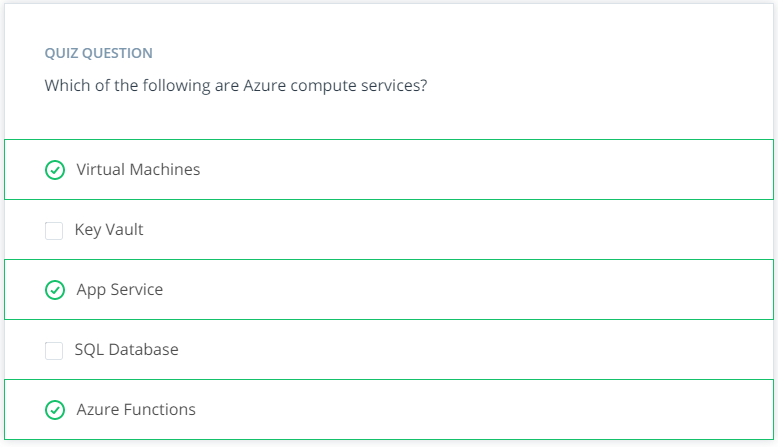 QUIZ QUESTION
Which of the following are Azure compute services?
Virtual Machines
Key Vault
App Service
SQL Database
Azure Functions